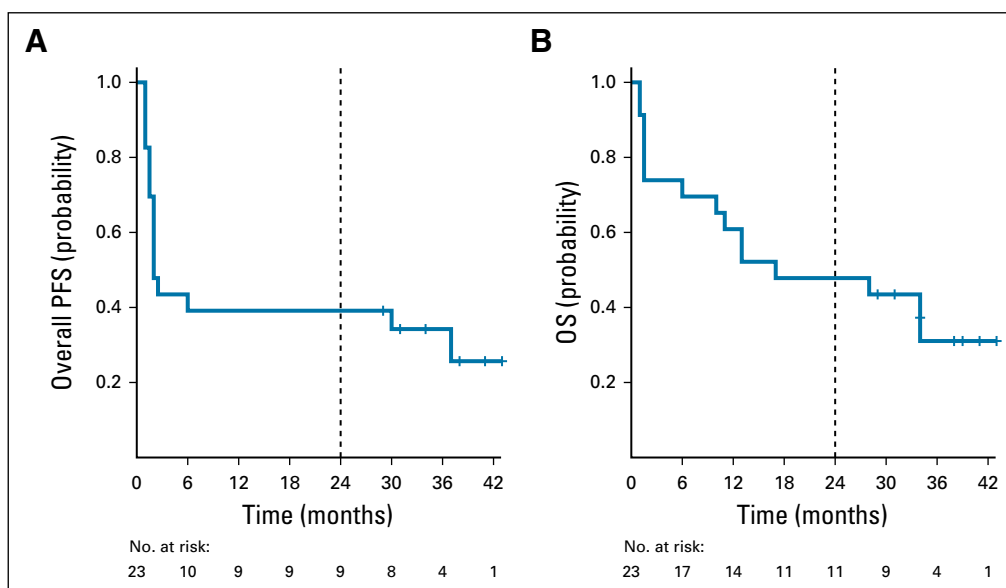 A
Overall PFS (probability)
1.0
0.8
0.6
0.4
0.2
0 6 12 18 24 30 36 42
Time (months)
No. at risk:
23 10 9 9 9 8 4 1
B
OS (probability)
1.0
0.8
0.6
0.4
0.2
0 6 12 18 24 30 36 42
Time (months)
No. at risk:
23 17 14 11 11 9 4 1